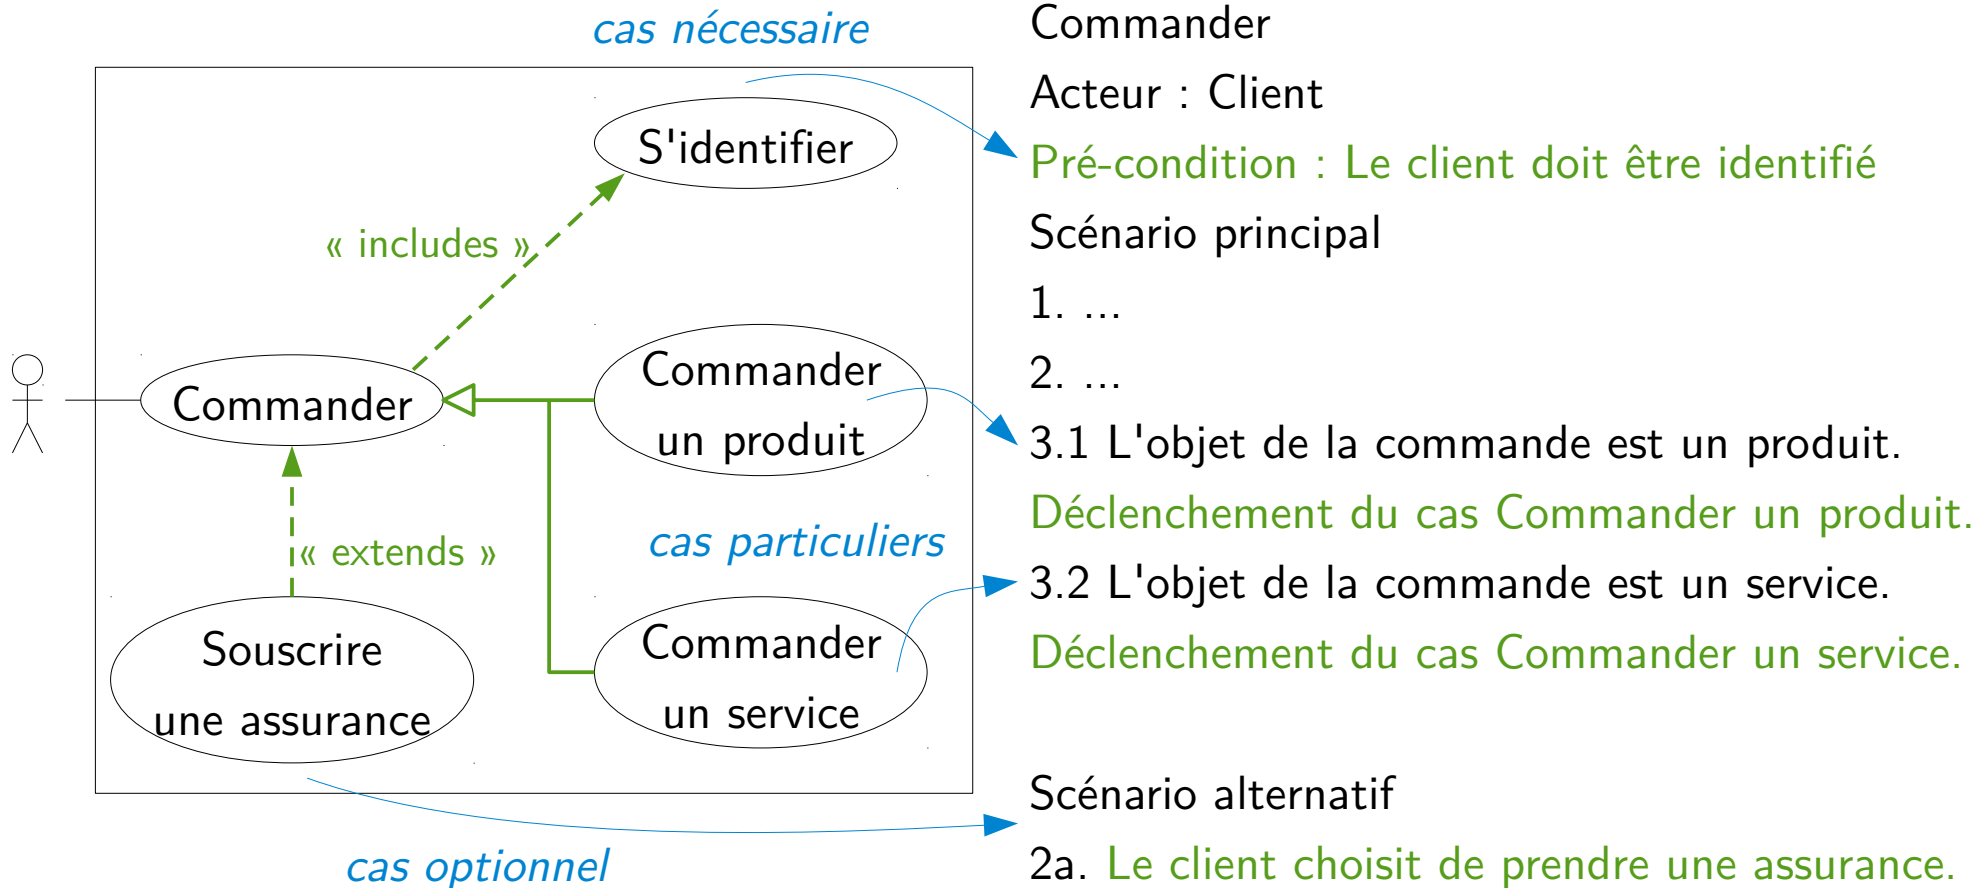 cas nécessaire
S'identifier
« includes »
Commander
Commander
un produit
« extends »
cas particuliers
Souscrire
une assurance
Commander
un service
cas optionnel
Commander
Acteur : Client
Pré-condition : Le client doit être identifié
Scénario principal
1. ...
2. ...
3.1 L'objet de la commande est un produit.
Déclenchement du cas Commander un produit.
3.2 L'objet de la commande est un service.
Déclenchement du cas Commander un service.
Scénario alternatif
2a. Le client choisit de prendre une assurance.